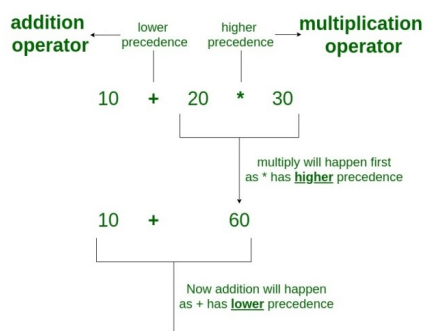 addition
operator
lower
precedence
higher
precedence
multiplication
operator
10 + 20 * 30
multiply will happen first
as * has higher precedence
10 + 60
Now addition will happen
as + has lower precedence